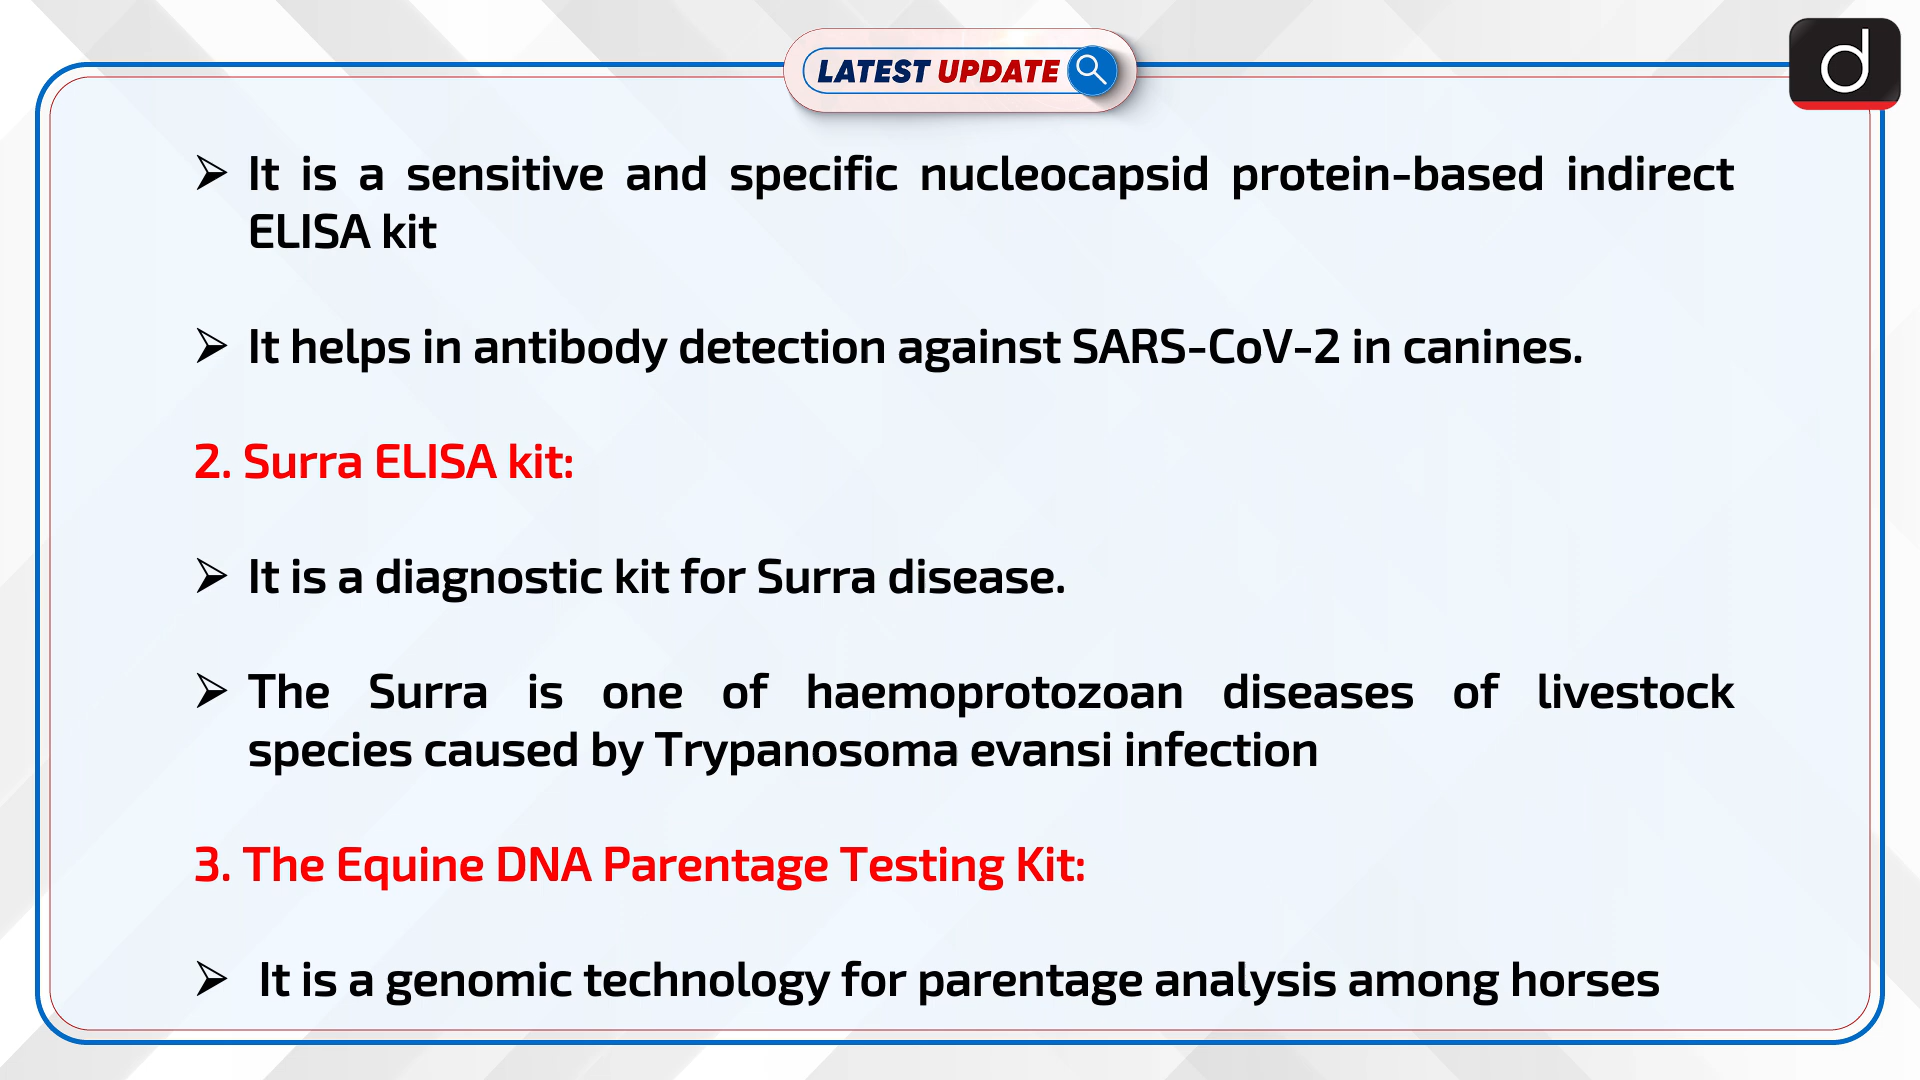 LATEST UPDATE
d
➢ It is a sensitive and specific nucleocapsid protein-based indirect
ELISA kit
➢ It helps in antibody detection against SARS-CoV-2 in canines.
2. Surra ELISA kit:
➢ It is a diagnostic kit for Surra disease.
➢ The Surra is one of haemoprotozoan diseases of livestock
species caused by Trypanosoma evansi infection
3. The Equine DNA Parentage Testing Kit:
➢ It is a genomic technology for parentage analysis among horses